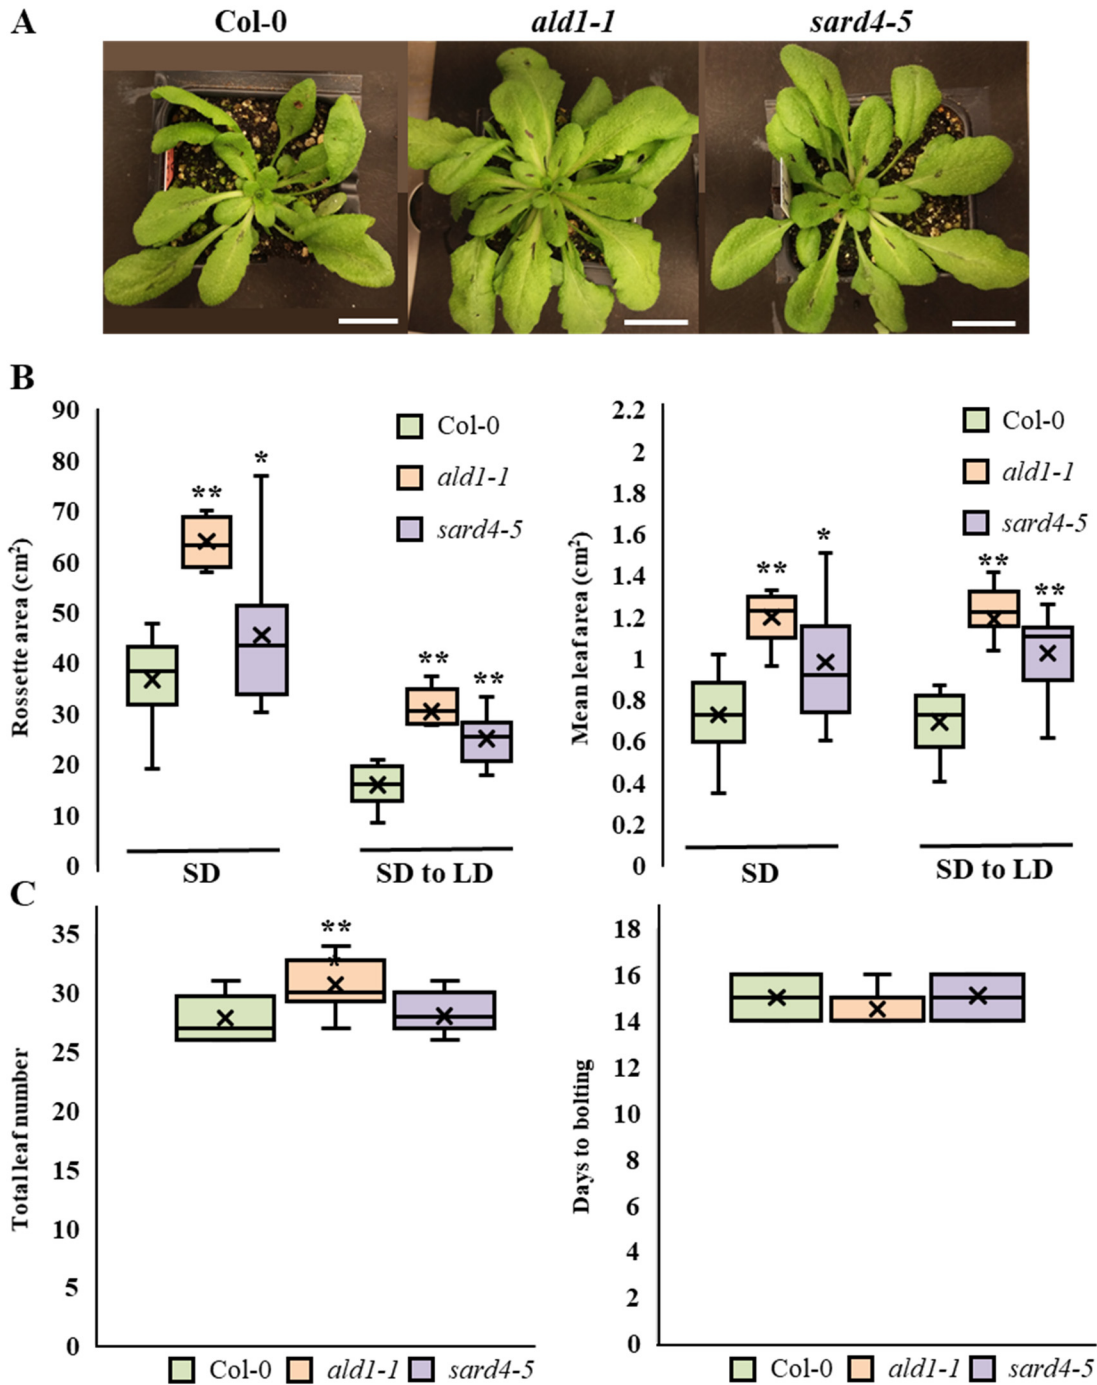 A
Col-0 ald1-1 sard4-5
B
Rossette area (cm²)
90
80
70
60
50
40
30
20
10
0
Col-0
ald1-1
sard4-5
**
*
**
**
SD
SD to LD
Mean leaf area (cm²)
2.2
2
1.8
1.6
1.4
1.2
1
0.8
0.6
0.4
0.2
0
Col-0
ald1-1
sard4-5
**
*
**
**
SD
SD to LD
C
Total leaf number
35
30
25
20
15
10
5
0
**
*
Col-0 ald1-1 sard4-5
Days to bolting
18
16
14
12
10
8
6
4
2
0
Col-0 ald1-1 sard4-5